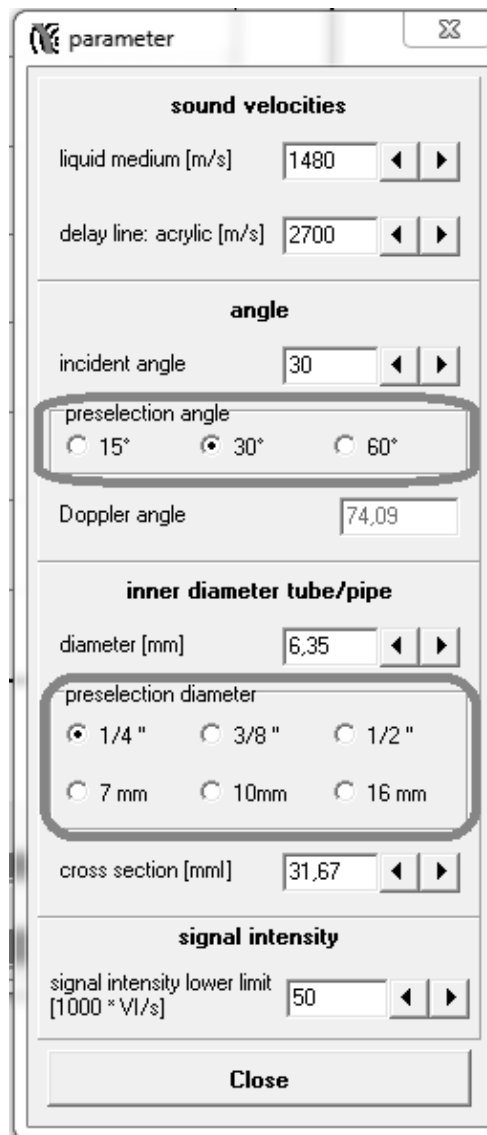 parameter
sound velocities
liquid medium [m/s] 1480
delay line: acrylic [m/s] 2700
angle
incident angle 30
preselection angle
15° 30° 60°
Doppler angle 74,09
inner diameter tube/pipe
diameter [mm] 6,35
preselection diameter
1/4 " 3/8 " 1/2 "
7 mm 10mm 16 mm
cross section [mml] 31,67
signal intensity
signal intensity lower limit
[1000 * VI/s] 50
Close